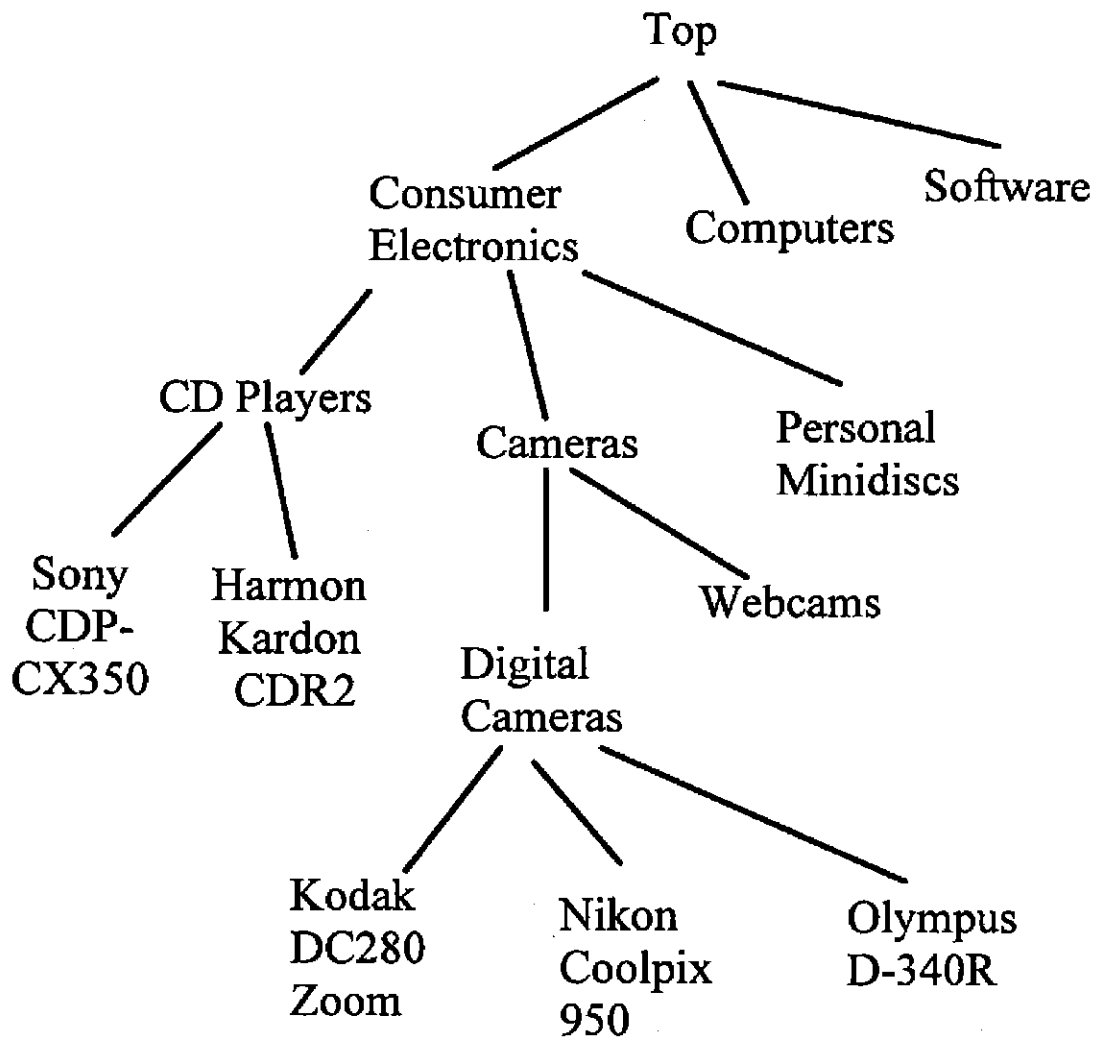 Top
Consumer
Electronics
Computers
Software
CD Players
Cameras
Personal
Minidiscs
Sony
CDP-
CX350
Harmon
Kardon
CDR2
Webcams
Digital
Cameras
Kodak
DC280
Zoom
Nikon
Coolpix
950
Olympus
D-340R